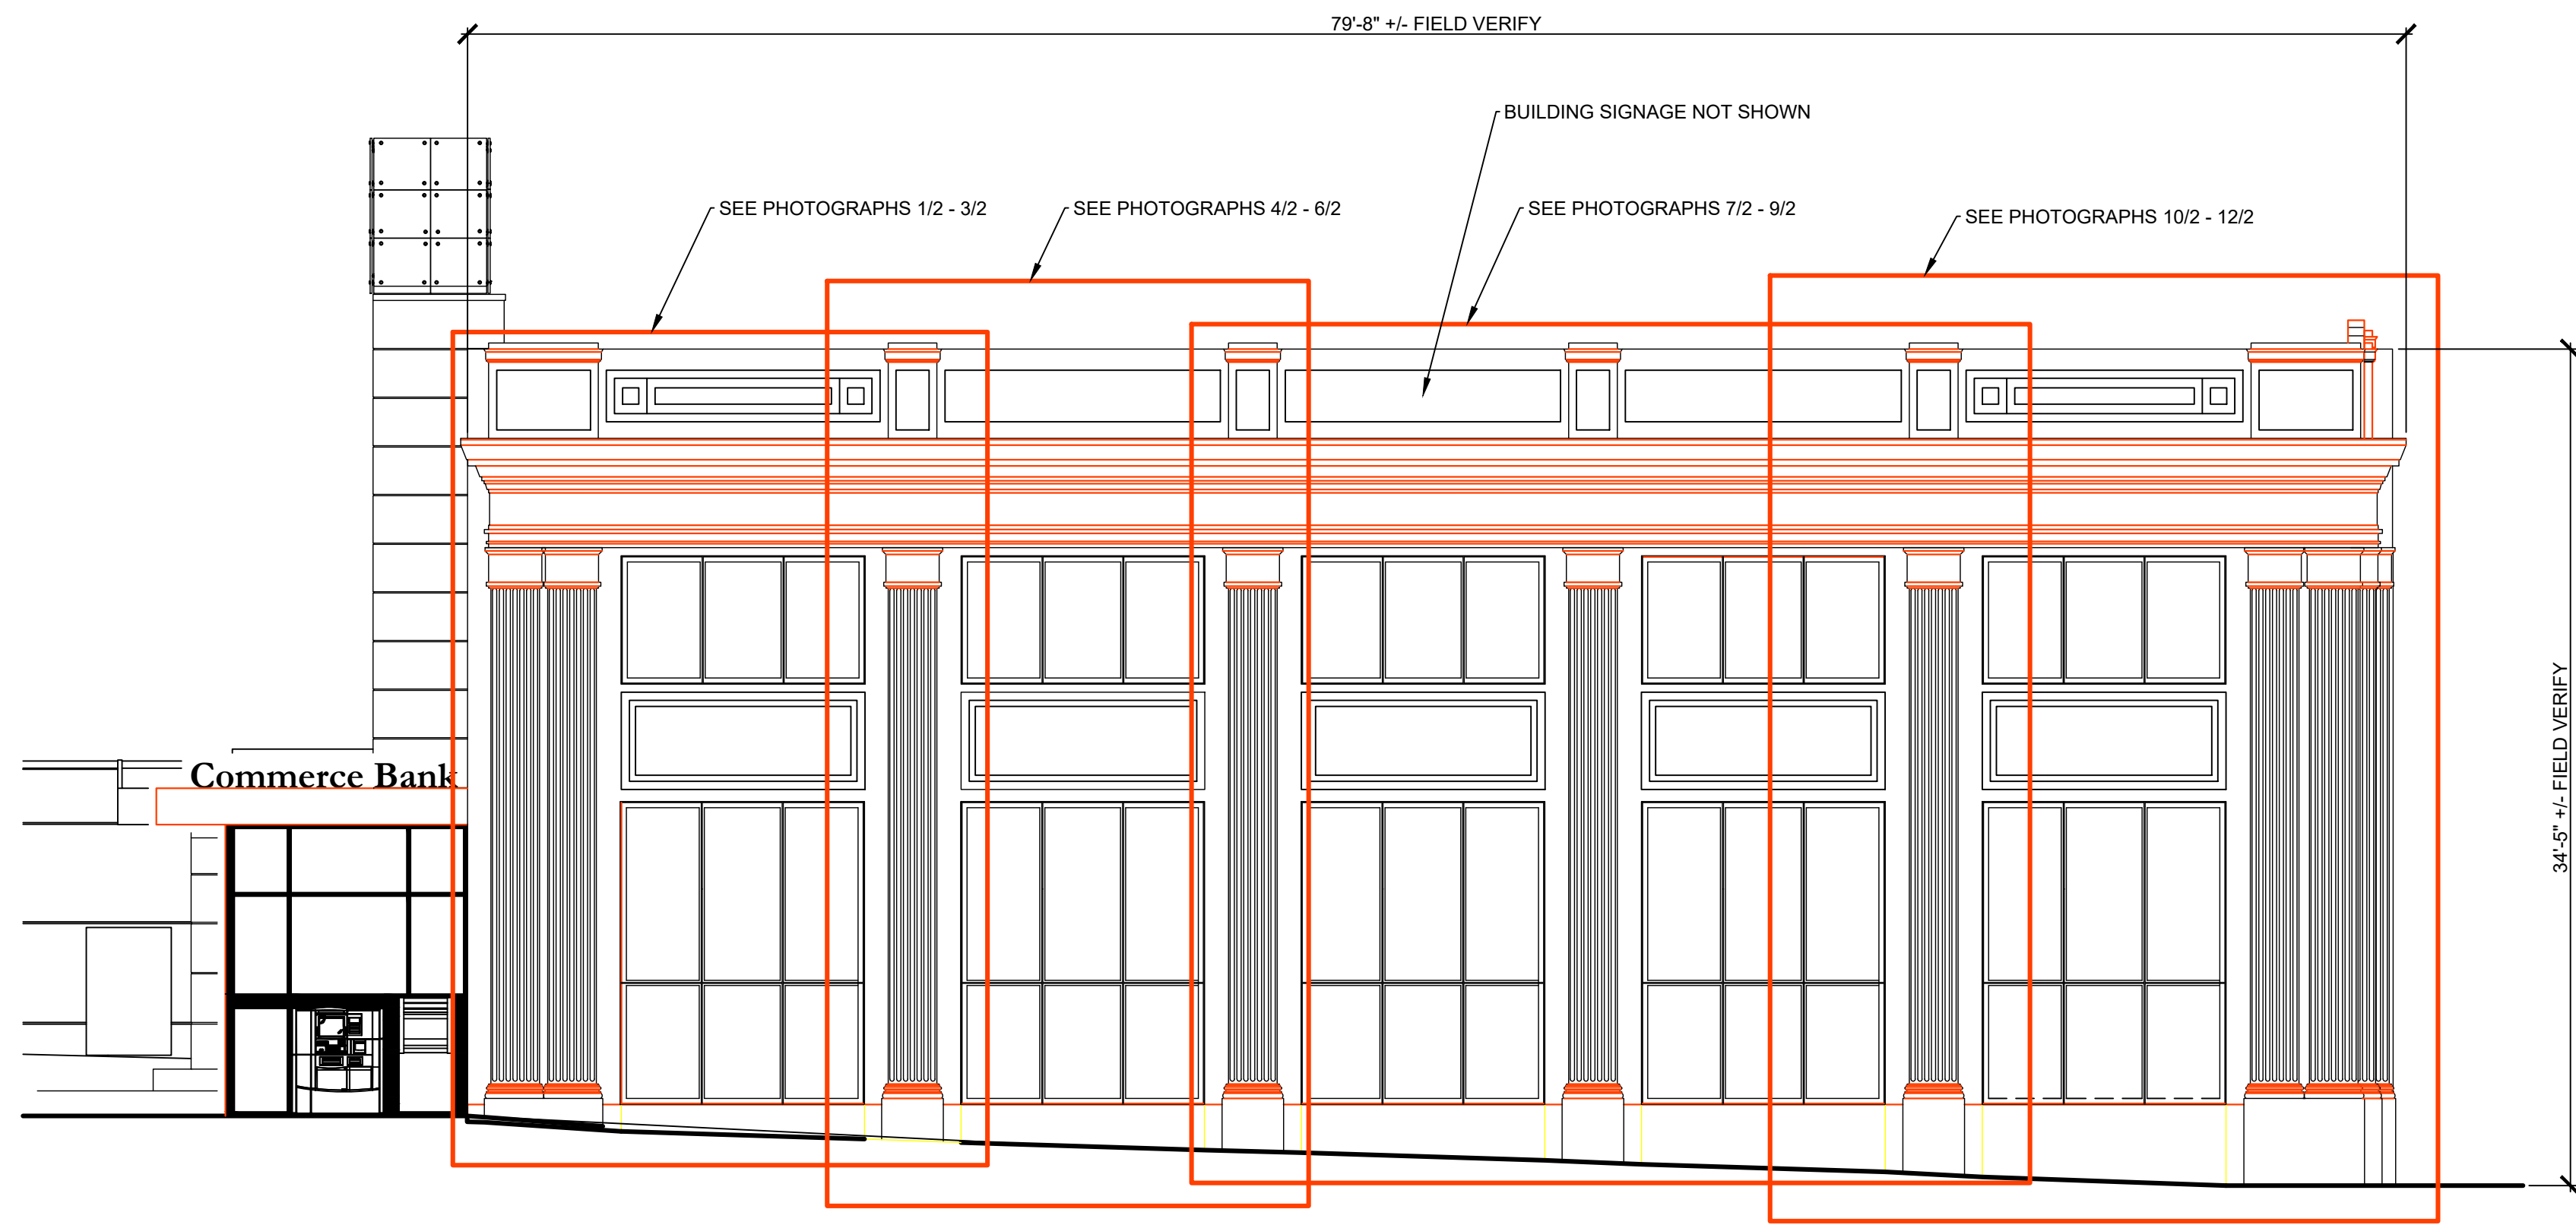 79'-8" +/- FIELD VERIFY
BUILDING SIGNAGE NOT SHOWN
SEE PHOTOGRAPHS 1/2 - 3/2
SEE PHOTOGRAPHS 4/2 - 6/2
SEE PHOTOGRAPHS 7/2 - 9/2
SEE PHOTOGRAPHS 10/2 - 12/2
34'-5" +/- FIELD VERIFY
Commerce Bank